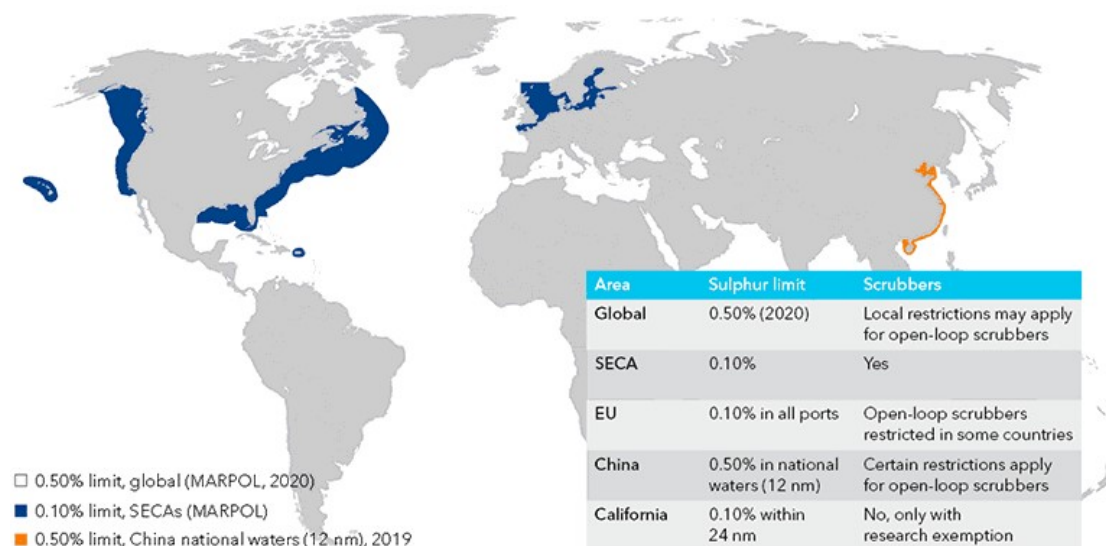 Area Sulphur limit Scrubbers
Global 0.50% (2020) Local restrictions may apply
for open-loop scrubbers
SECA 0.10% Yes
EU 0.10% in all ports Open-loop scrubbers
restricted in some countries
China 0.50% in national Certain restrictions apply
waters (12 nm) for open-loop scrubbers
California 0.10% within No, only with
24 nm research exemption
0.50% limit, global (MARPOL, 2020)
0.10% limit, SECAs (MARPOL)
0.50% limit, China national waters (12 nm), 2019